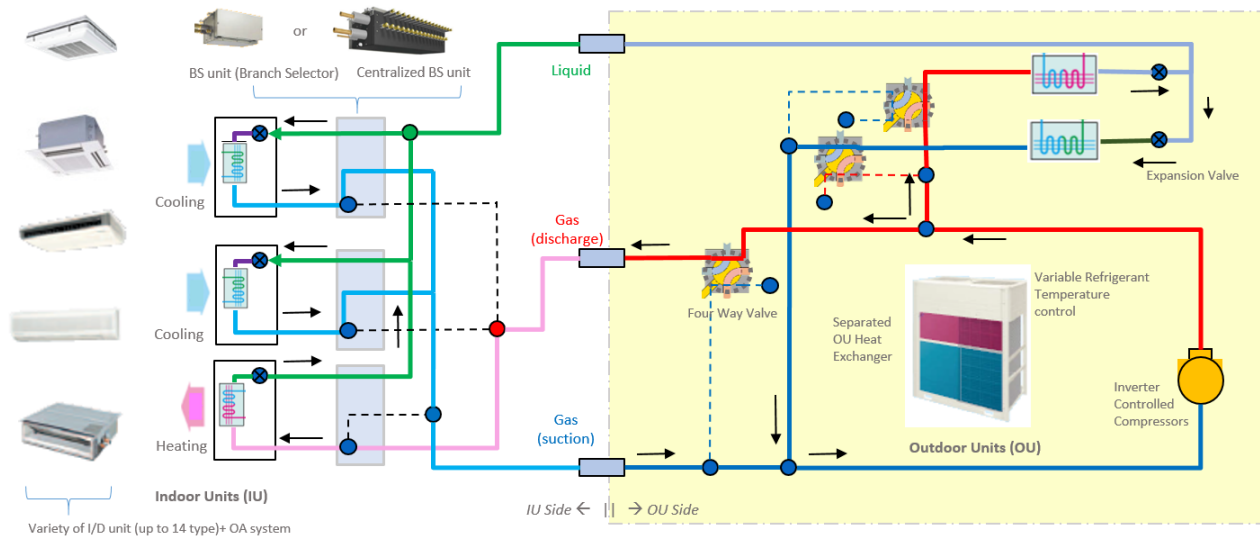 or
BS unit (Branch Selector)
Centralized BS unit
Liquid
Cooling
Expansion Valve
Gas
(discharge)
Cooling
Four Way Valve
Variable Refrigerant
Temperature
control
Separated
OU Heat
Exchanger
Inverter
Controlled
Compressors
Heating
Gas
(suction)
Outdoor Units (OU)
Indoor Units (IU)
IU Side ← || → OU Side
Variety of I/D unit (up to 14 type)+ OA system